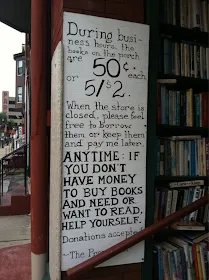 During busi-
ness hours, the
books on the porch
are 50¢ each
or 5/$2.
When the store is
closed, please feel
free to borrow
them or keep them
and pay me later.
ANYTIME: IF
YOU DON'T
HAVE MONEY
TO BUY BOOKS
AND NEED OR
WANT TO READ,
HELP YOURSELF.
Donations accepted
~The